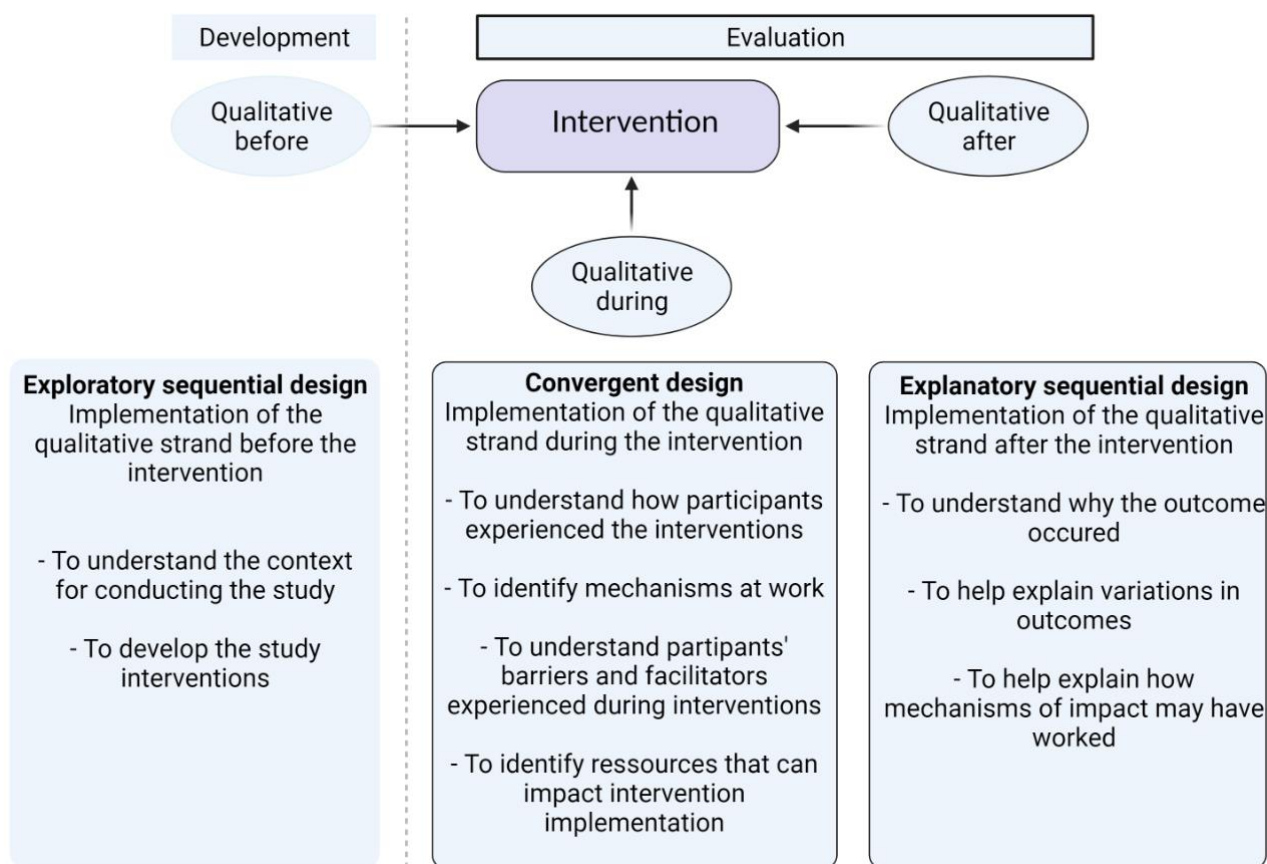 Development
Evaluation
Qualitative
before
Intervention
Qualitative
after
Qualitative
during
Exploratory sequential design
Implementation of the
qualitative strand before the
intervention
- To understand the context
for conducting the study
- To develop the study
interventions
Convergent design
Implementation of the qualitative
strand during the intervention
- To understand how participants
experienced the interventions
- To identify mechanisms at work
- To understand partipants'
barriers and facilitators
experienced during interventions
- To identify ressources that can
impact intervention
implementation
Explanatory sequential design
Implementation of the qualitative
strand after the intervention
- To understand why the outcome
occured
- To help explain variations in
outcomes
- To help explain how
mechanisms of impact may have
worked